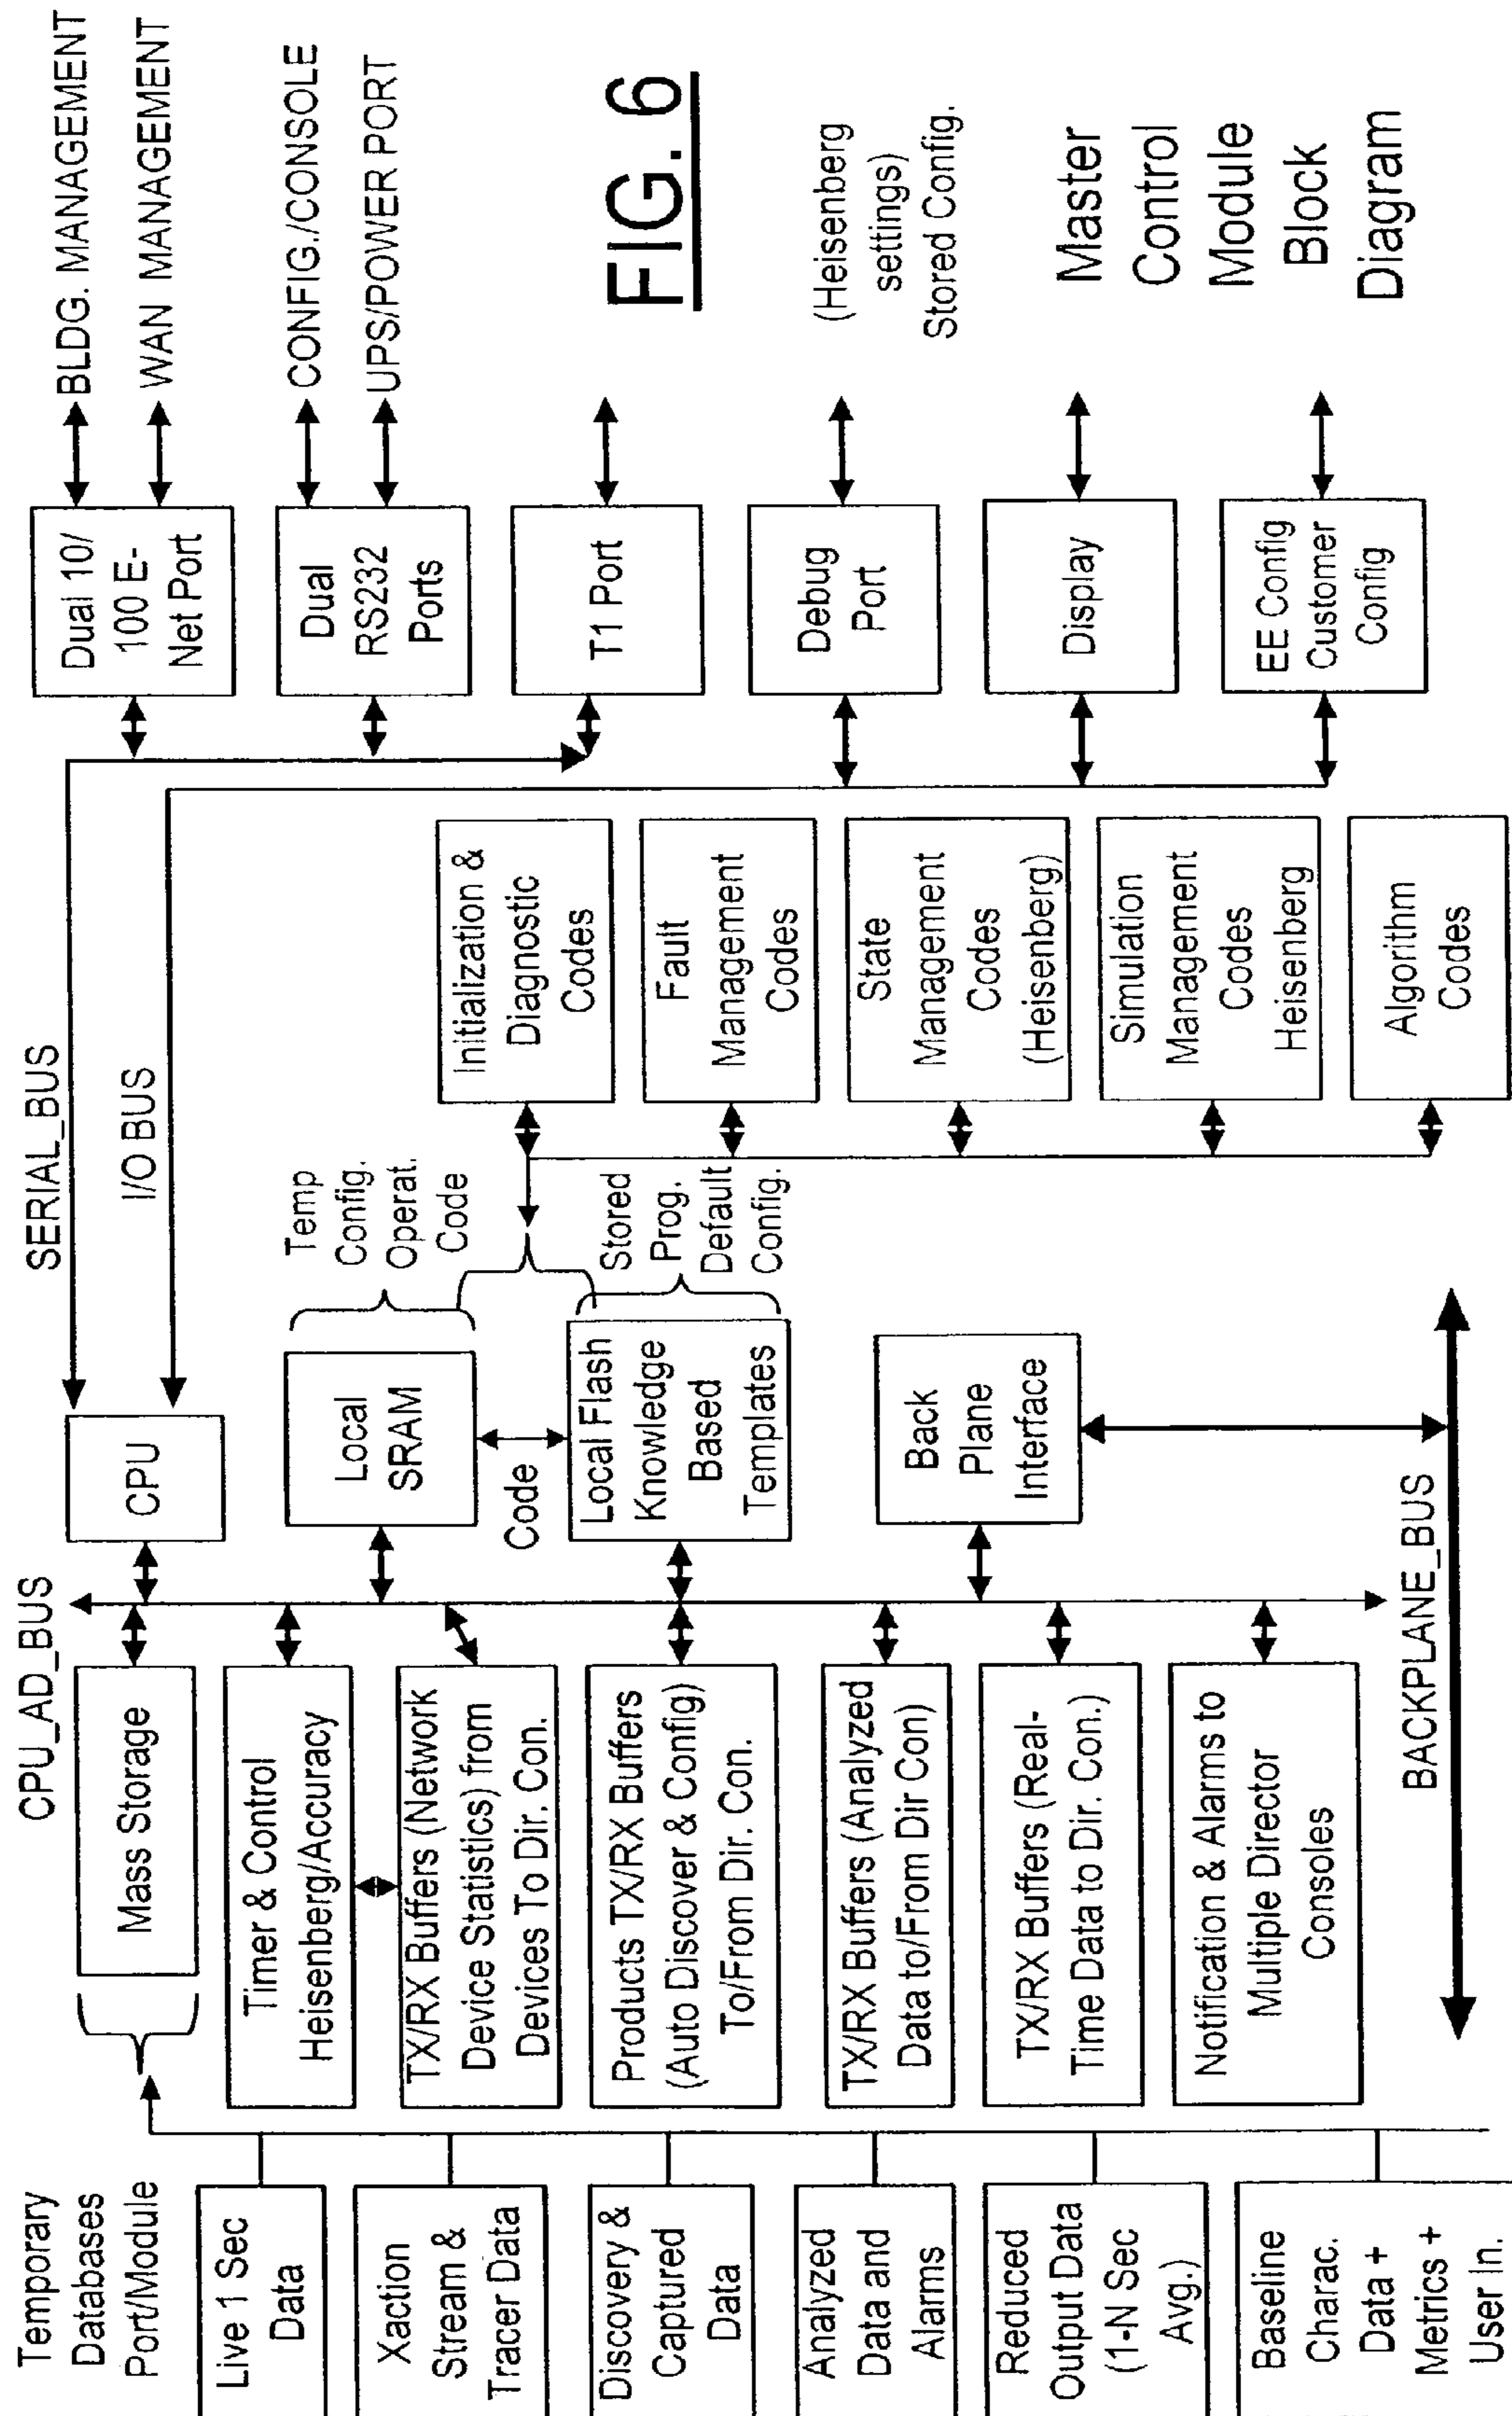 Temporary
Databases
Port/Module
Live 1 Sec
Data
Xaction
Stream &
Tracer Data
Discovery &
Captured
Data
Analyzed
Data and
Alarms
Reduced
Output Data
(1-N Sec
Avg.)
Baseline
Charac.
Data +
Metrics +
User In.
CPU_AD_BUS
Mass Storage
Timer & Control
Heisenberg/Accuracy
TX/RX Buffers (Network
Device Statistics) from
Devices To Dir. Con.
Products TX/RX Buffers
(Auto Discover & Config)
To/From Dir. Con.
TX/RX Buffers (Analyzed
Data to/From Dir Con)
TX/RX Buffers (Real-
Time Data to Dir. Con.)
Notification & Alarms to
Multiple Director
Consoles
BACKPLANE_BUS
CPU
Local
SRAM
Code
Local Flash
Knowledge
Based
Templates
Back
Plane
Interface
SERIAL_BUS
I/O BUS
Temp
Config.
Operat.
Code
Stored
Prog.
Default
Config.
Initialization &
Diagnostic
Codes
Fault
Management
Codes
State
Management
Codes
(Heisenberg)
Simulation
Management
Codes
Heisenberg
Algorithm
Codes
Dual 10/
100 E-
Net Port
Dual
RS232
Ports
T1 Port
Debug
Port
Display
EE Config
Customer
Config
BLDG. MANAGEMENT
WAN MANAGEMENT
CONFIG./CONSOLE
UPS/POWER PORT
FIG. 6
(Heisenberg
settings)
Stored Config.
Master
Control
Module
Block
Diagram